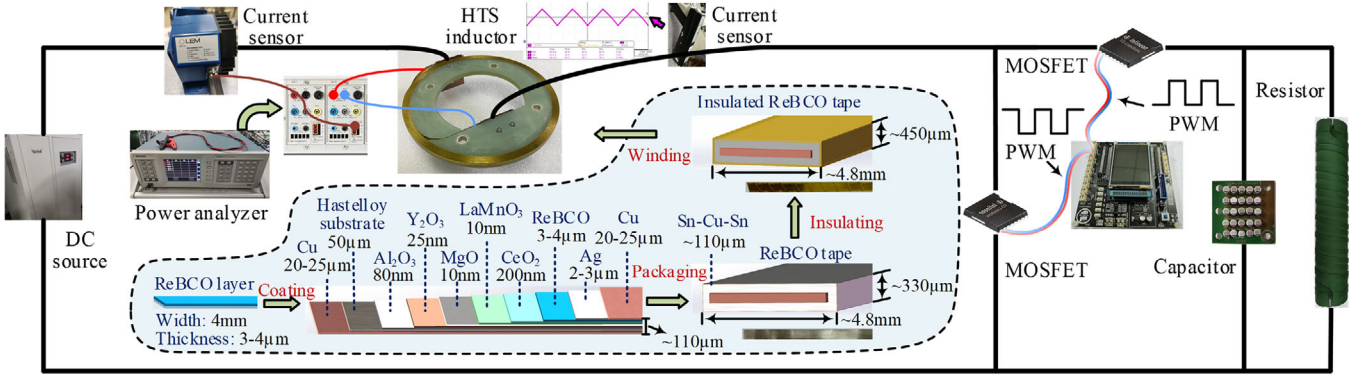 Current
sensor
LEM
HTS
inductor
Current
sensor
MOSFET
PWM
PWM
Resistor
Power analyzer
DC
source
Winding
Insulated ReBCO tape
~450μm
~4.8mm
Insulating
Hastelloy
substrate
50μm
Cu
20-25μm
Al₂O₃
80nm
Y₂O₃
25nm
MgO
10nm
LaMnO₃
10nm
CeO₂
200nm
ReBCO
3-4μm
Ag
2-3μm
Cu
20-25μm
Packaging
Sn-Cu-Sn
~110μm
ReBCO tape
~330μm
~4.8mm
~110μm
ReBCO layer
Coating
Width: 4mm
Thickness: 3-4μm
MOSFET
Capacitor